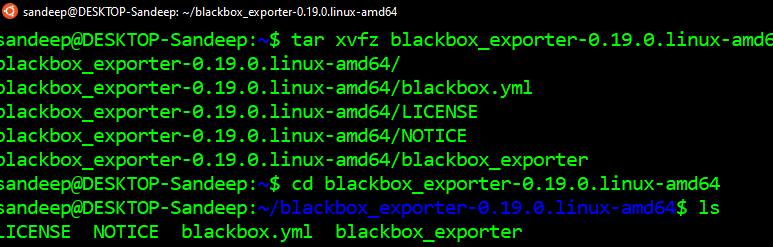 sandeep@DESKTOP-Sandeep: ~/blackbox_exporter-0.19.0.linux-amd64
sandeep@DESKTOP-Sandeep:~$ tar xvfz blackbox_exporter-0.19.0.linux-amd6
blackbox_exporter-0.19.0.linux-amd64/
blackbox_exporter-0.19.0.linux-amd64/blackbox.yml
blackbox_exporter-0.19.0.linux-amd64/LICENSE
blackbox_exporter-0.19.0.linux-amd64/NOTICE
blackbox_exporter-0.19.0.linux-amd64/blackbox_exporter
sandeep@DESKTOP-Sandeep:~$ cd blackbox_exporter-0.19.0.linux-amd64
sandeep@DESKTOP-Sandeep:~/blackbox_exporter-0.19.0.linux-amd64$ ls
LICENSE  NOTICE  blackbox.yml  blackbox_exporter